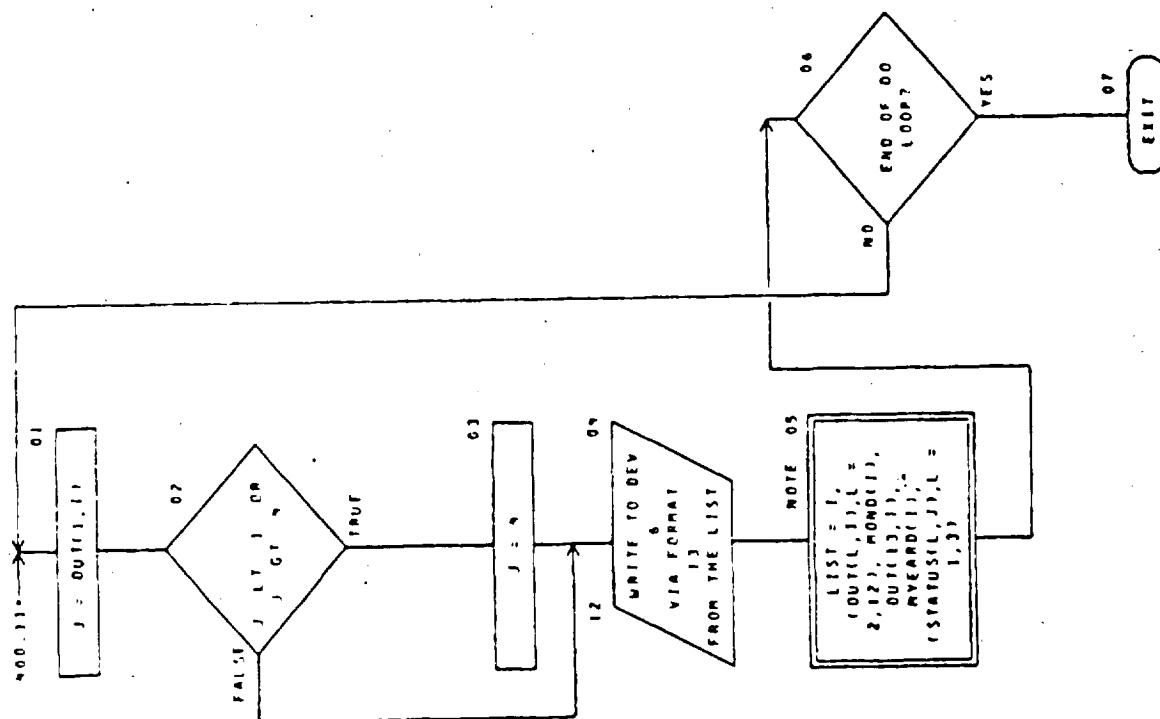 01
J = OUT(1,I)
02
J LT 1 OR
J GT 4
FALSE
TRUE
03
J = 4
12
04
WRITE TO DEV
6
VIA FORMAT
13
FROM THE LIST
NOTE 05
LIST = I,
(OUT(L,I),L =
2,12), MOND(I),
OUT(13,I),
MYEARD(I),
(STATUS(L,J),L =
1,3)
06
END OF DO
LOOP?
NO
YES
07
EXIT